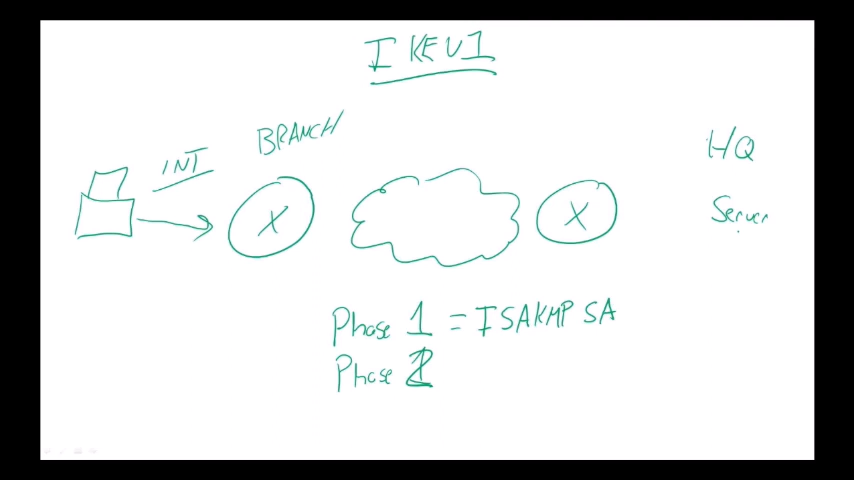 IKEV1
BRANCH
INT
HQ
X
X
Server
Phase 1 = ISAKMP SA
Phase 2